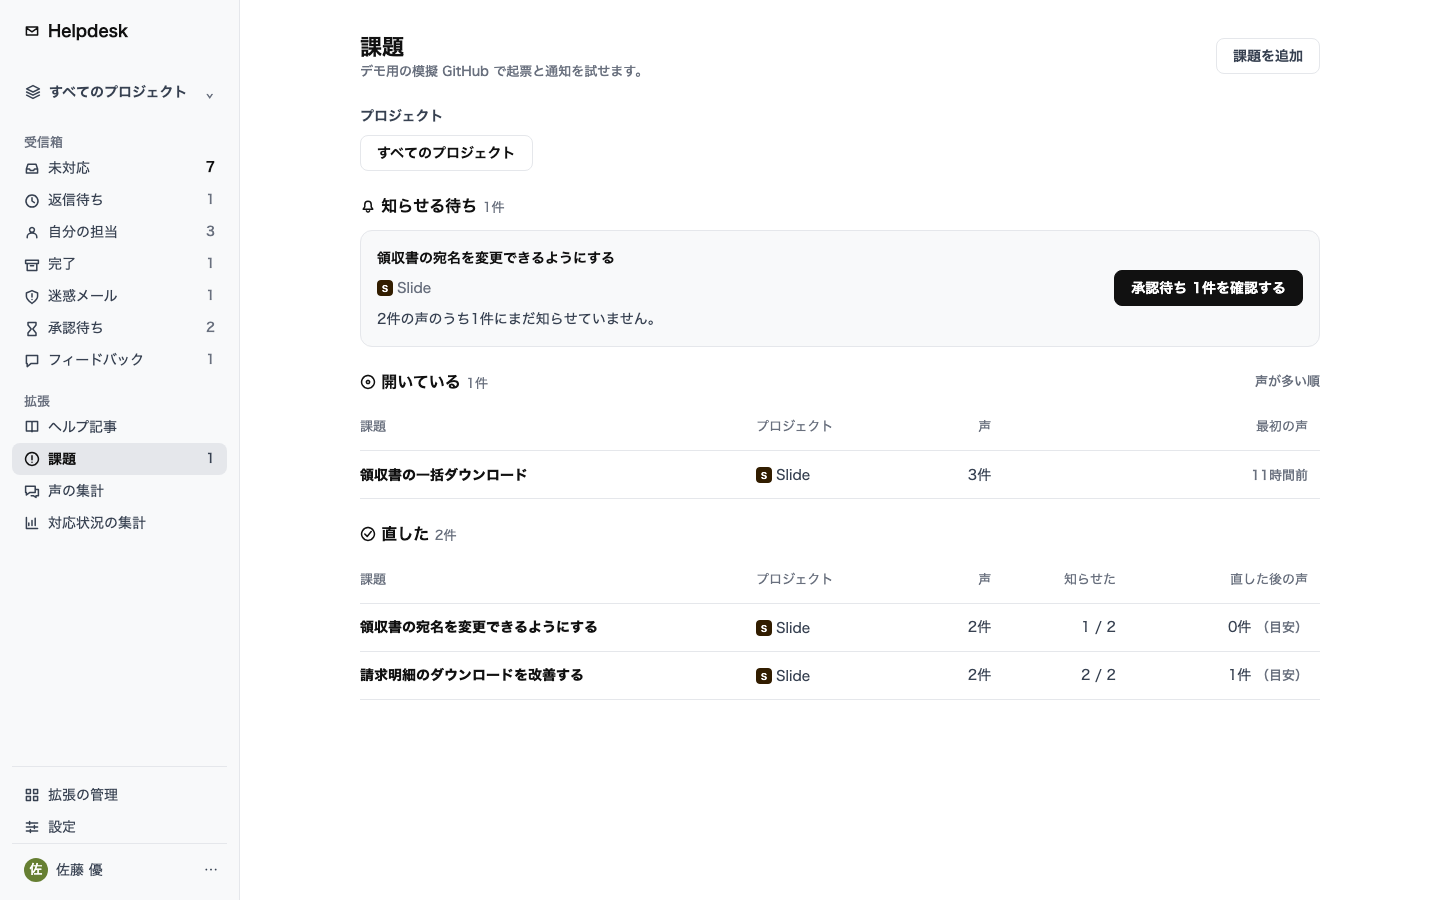 Helpdesk
すべてのプロジェクト
受信箱
未対応 7
返信待ち 1
自分の担当 3
完了 1
迷惑メール 1
承認待ち 2
フィードバック 1
拡張
ヘルプ記事
課題 1
声の集計
対応状況の集計
拡張の管理
設定
佐 佐藤 優 …
課題
デモ用の模擬 GitHub で起票と通知を試せます。
課題を追加
プロジェクト
すべてのプロジェクト
知らせる待ち 1件
領収書の宛名を変更できるようにする
S Slide
2件の声のうち1件にまだ知らせていません。
承認待ち 1件を確認する
開いている 1件 声が多い順
課題 プロジェクト 声 最初の声
領収書の一括ダウンロード S Slide 3件 11時間前
直した 2件
課題 プロジェクト 声 知らせた 直した後の声
領収書の宛名を変更できるようにする S Slide 2件 1 / 2 0件 （目安）
請求明細のダウンロードを改善する S Slide 2件 2 / 2 1件 （目安）